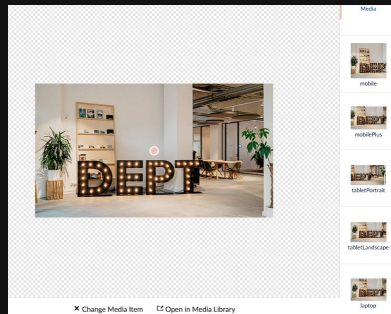 Media
DEPT
mobile
mobilePlus
tabletPortrait
tabletLandscape
laptop
Change Media Item
Open in Media Library